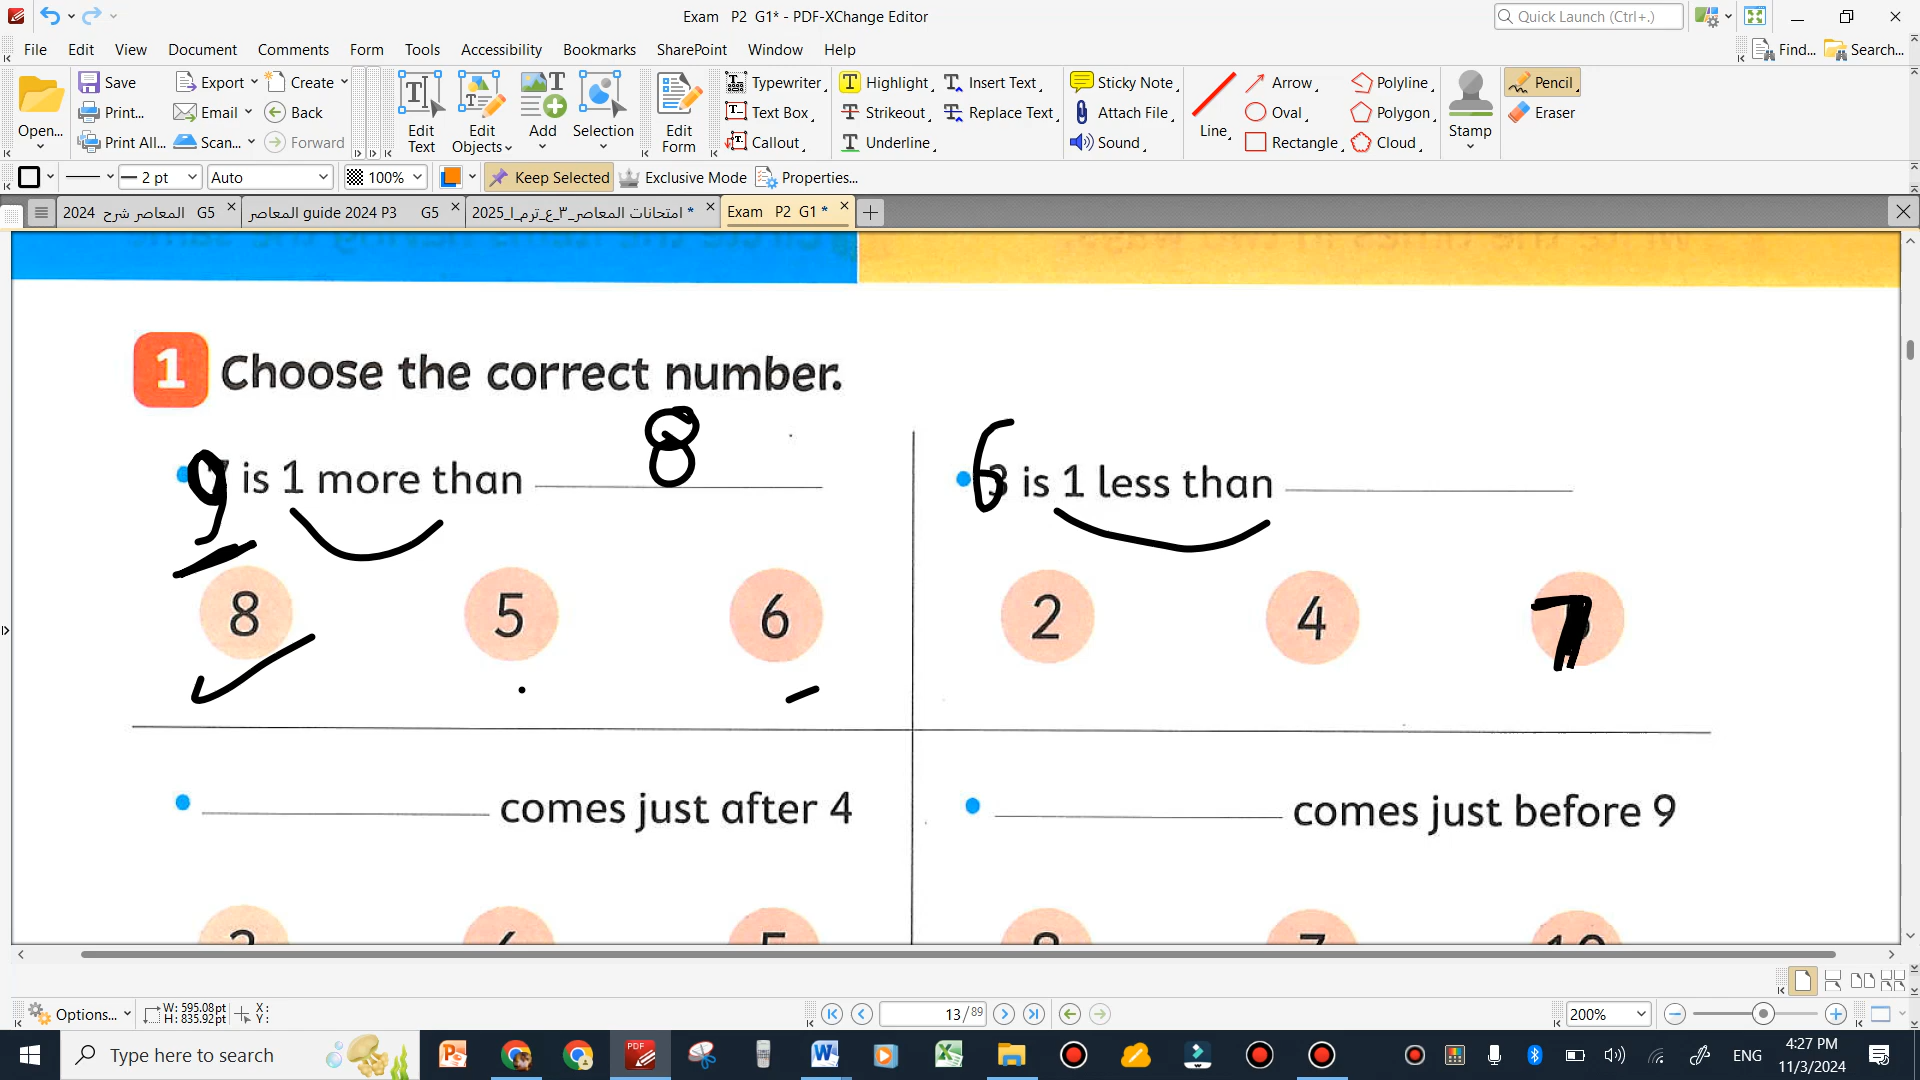 Exam P2 G1* - PDF-XChange Editor
Quick Launch (Ctrl+.)
File Edit View Document Comments Form Tools Accessibility Bookmarks SharePoint Window Help
Find... Search...
Open... Save Export Create
Print... Email Back
Print All... Scan... Forward
Edit Text Edit Objects Add Selection Edit Form
Typewriter Highlight Insert Text Sticky Note Arrow Polyline Pencil
Text Box Strikeout Replace Text Attach File Line Oval Polygon Stamp Eraser
Callout Underline Sound Rectangle Cloud
2 pt Auto 100% Keep Selected Exclusive Mode Properties...
المعاصر شرح 2024 G5
المعاصر guide 2024 P3 G5
امتحانات المعاصر_٣_ع_ترم_ا_2025 *
Exam P2 G1 *
1 Choose the correct number.
9 is 1 more than 8
8 5 6
6 is 1 less than
2 4 7
comes just after 4
comes just before 9
Options... W: 595.08pt H: 835.92pt X: Y:
13 / 89
200%
Type here to search
ENG
4:27 PM
11/3/2024